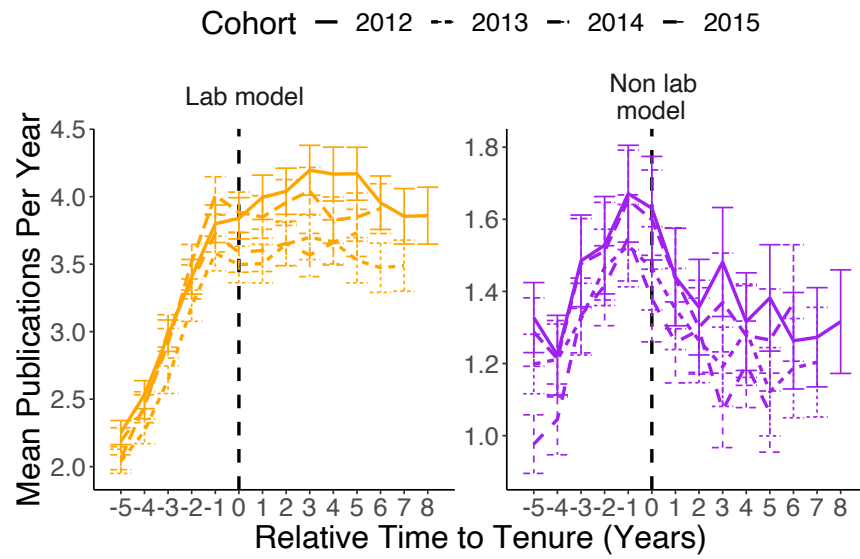 Cohort 2012 2013 2014 2015
Lab model
Non lab
model
Mean Publications Per Year
4.5
4.0
3.5
3.0
2.5
2.0
1.8
1.6
1.4
1.2
1.0
-5 -4 -3 -2 -1 0 1 2 3 4 5 6 7 8
-5 -4 -3 -2 -1 0 1 2 3 4 5 6 7 8
Relative Time to Tenure (Years)